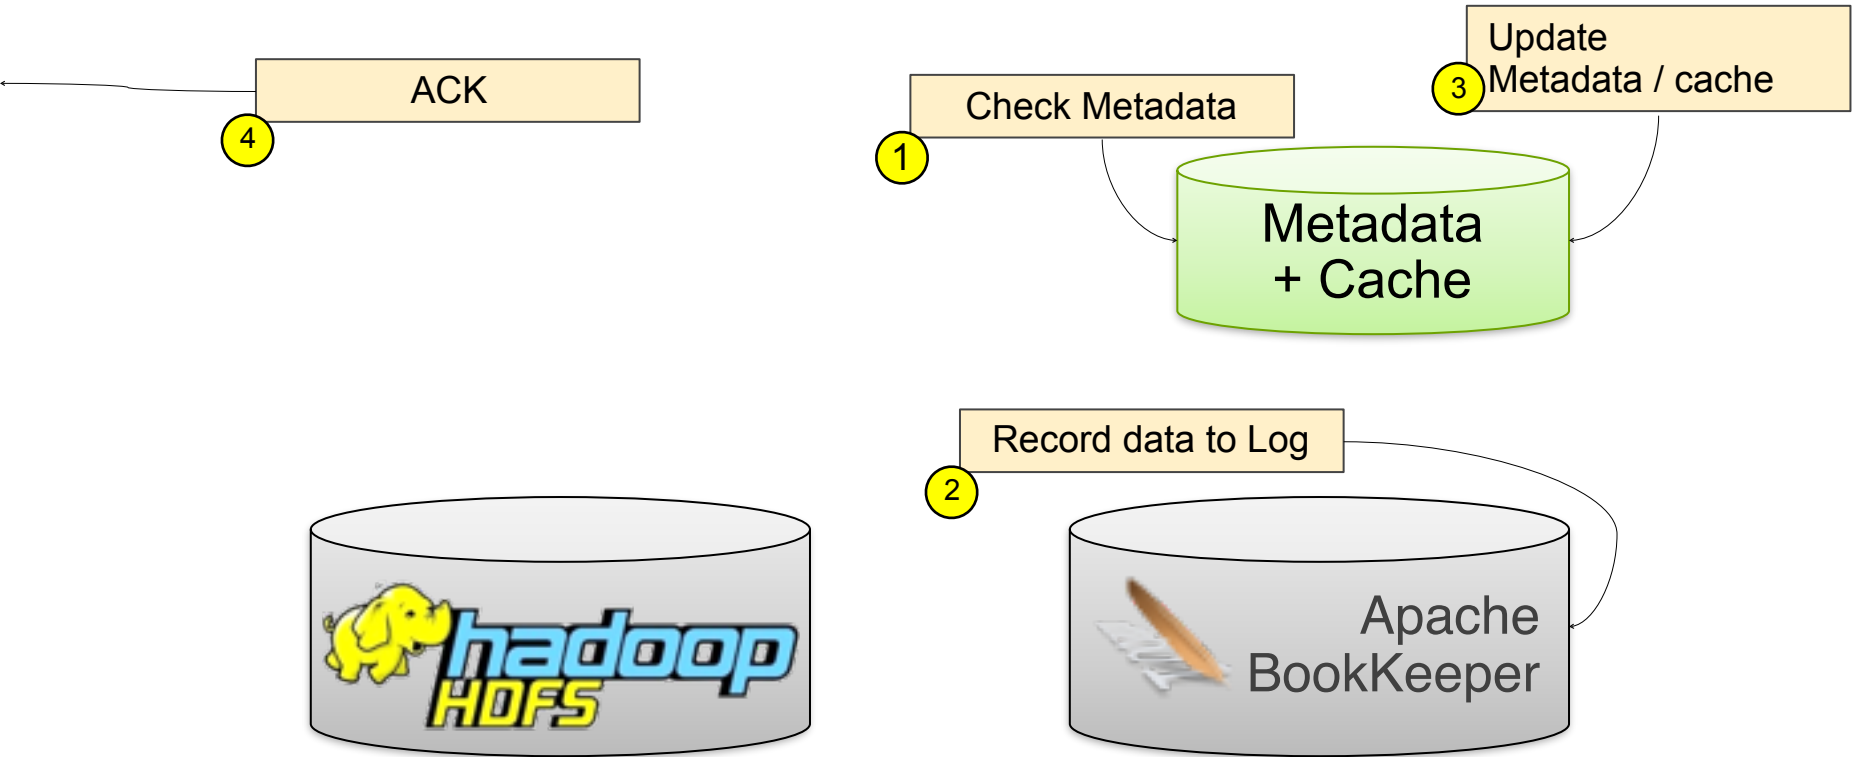 ACK
4
Check Metadata
1
Update
Metadata / cache
3
Metadata
+ Cache
Record data to Log
2
hadoop
HDFS
Apache
BookKeeper